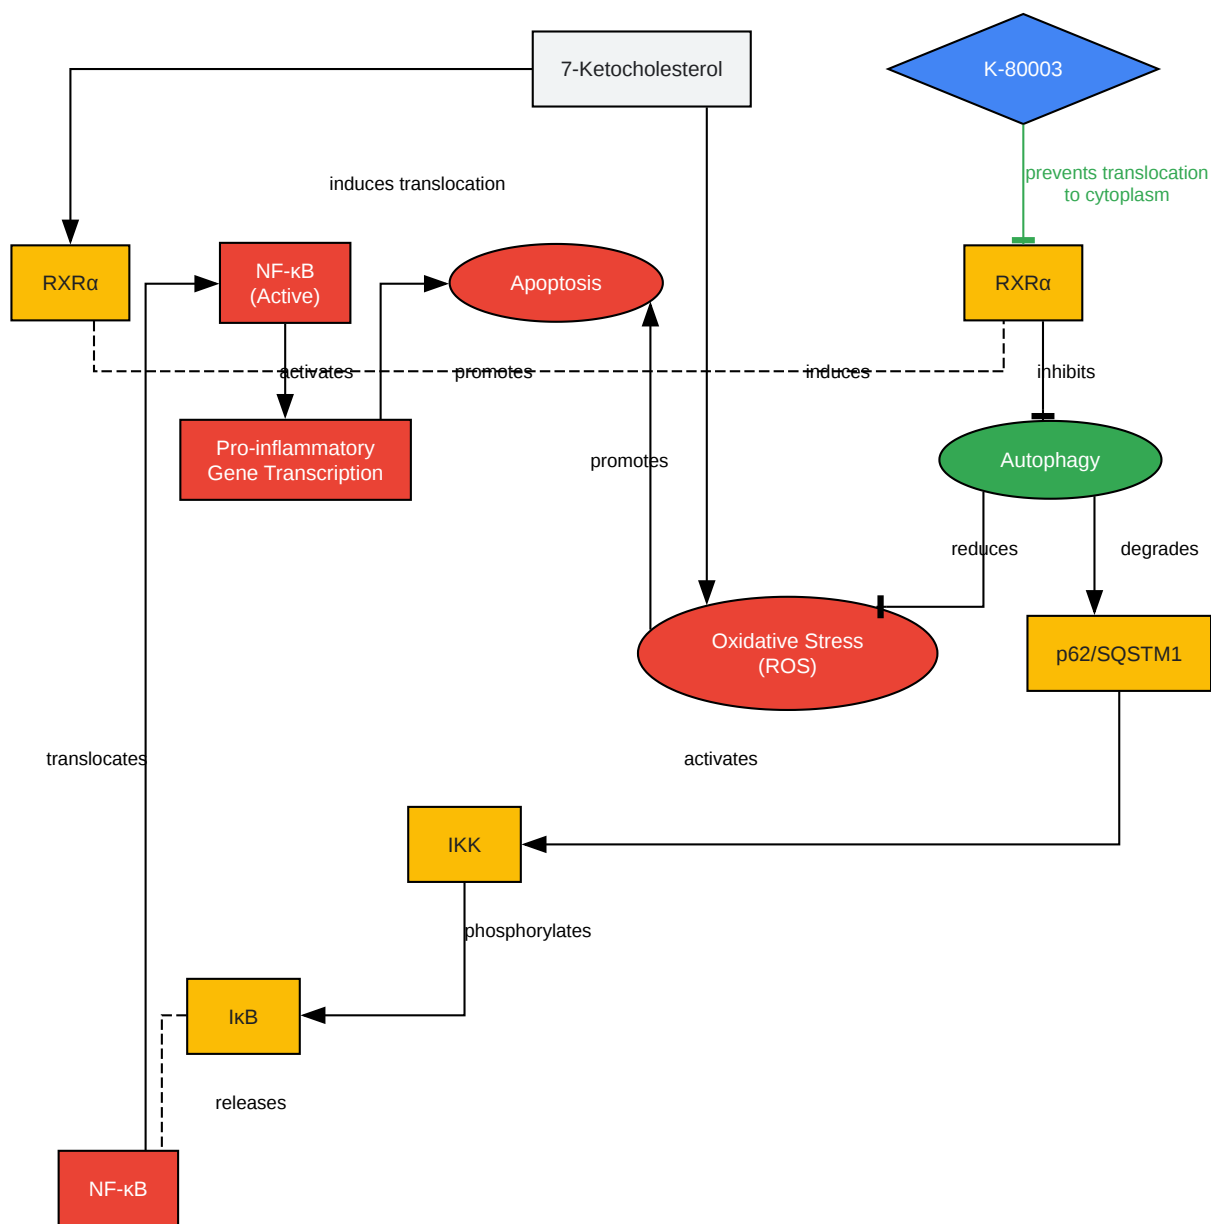 7-Ketocholesterol
K-80003
prevents translocation
to cytoplasm
induces translocation
RXRα
NF-κB
(Active)
Apoptosis
RXRα
activates
promotes
induces
inhibits
Pro-inflammatory
Gene Transcription
promotes
Autophagy
reduces
degrades
Oxidative Stress
(ROS)
p62/SQSTM1
translocates
activates
IKK
phosphorylates
IκB
releases
NF-κB